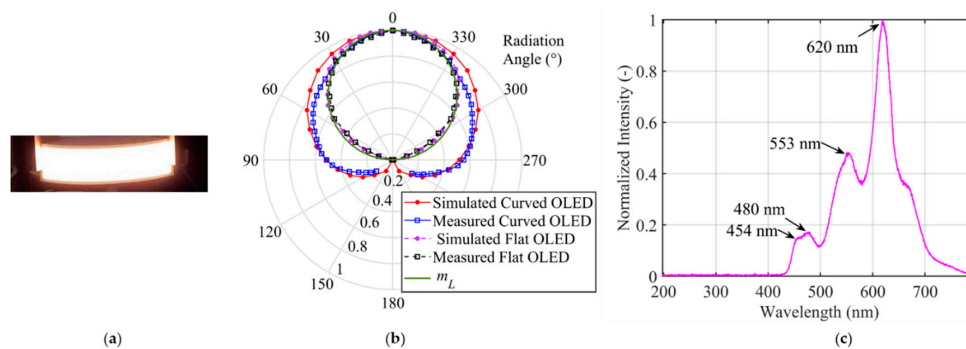 0
30
330
60
300
90
270
120
150
180
0.2
0.4
0.6
0.8
1
Radiation
Angle (°)
Simulated Curved OLED
Measured Curved OLED
Simulated Flat OLED
Measured Flat OLED
m_L
1
0.8
0.6
0.4
0.2
0
Normalized Intensity (-)
620 nm
553 nm
480 nm
454 nm
200
300
400
500
600
700
Wavelength (nm)
(a)
(b)
(c)